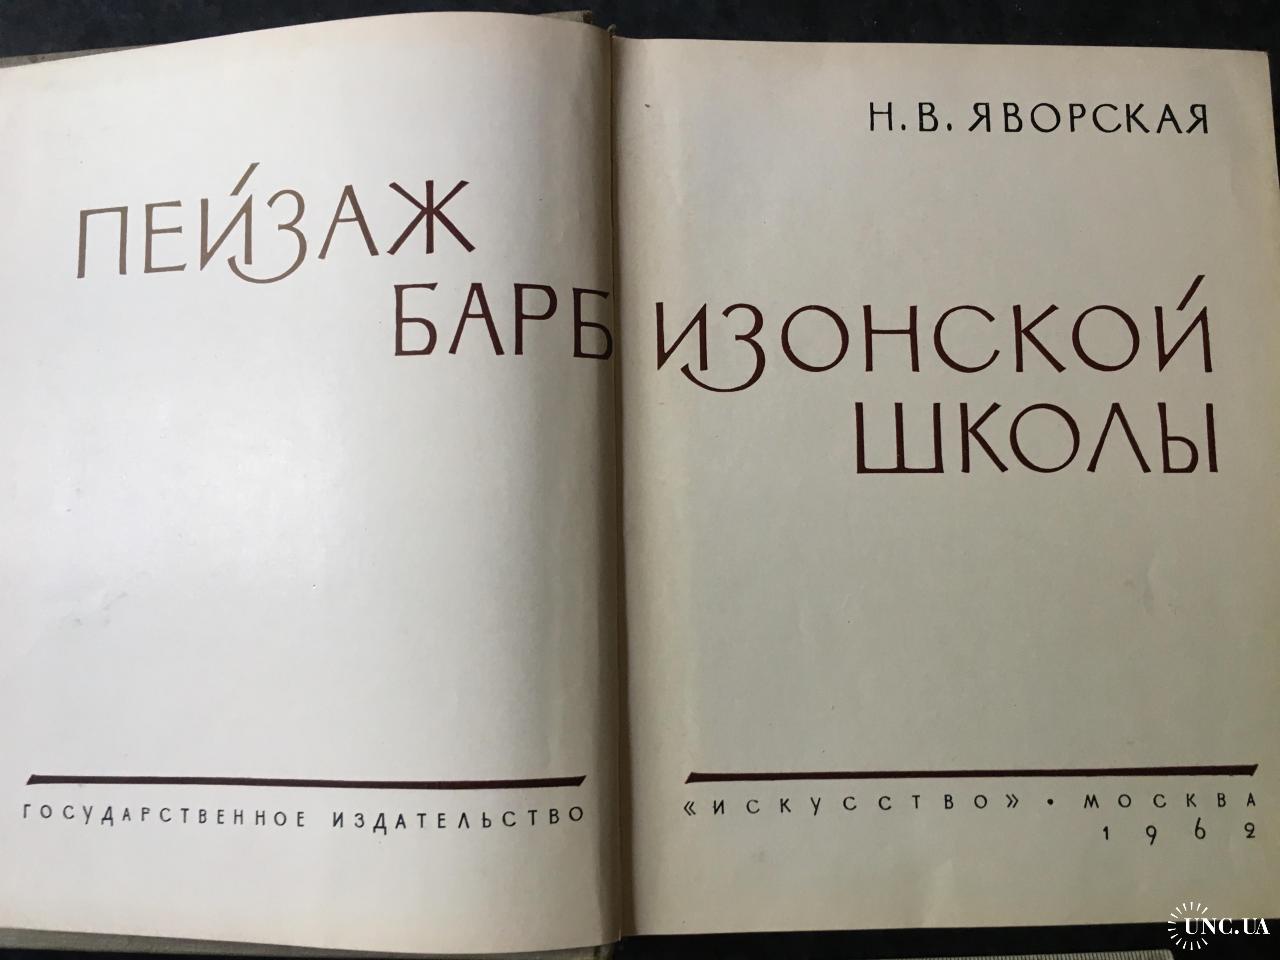 Н. В. ЯВОРСКАЯ
ПЕЙЗАЖ
БАРБИЗОНСКОЙ
ШКОЛЫ
ГОСУДАРСТВЕННОЕ ИЗДАТЕЛЬСТВО «ИСКУССТВО» • МОСКВА
1962
UNC.UA